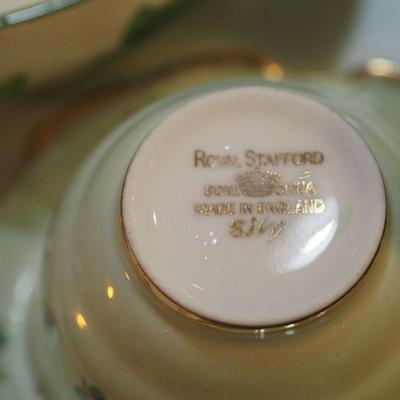 ROYAL STAFFORD
BONE CHINA
MADE IN ENGLAND